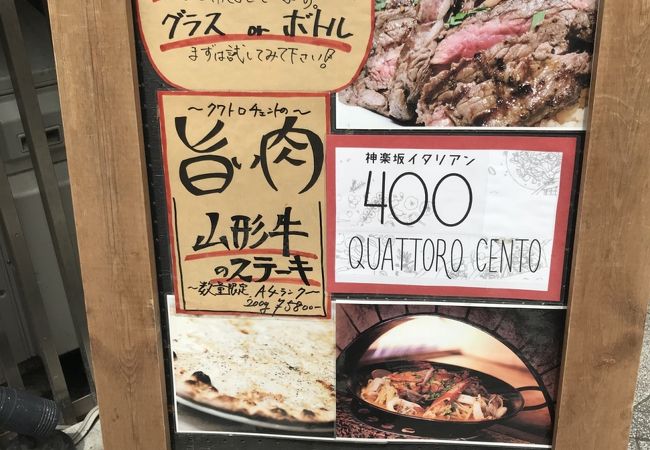 グラス or ボトル
まずは試してみて下さい!
〜クワトロチェントの〜
旨い肉
山形牛
のステーキ
〜数量限定 A4ランク〜
200g ¥5800-
神楽坂イタリアン
400
QUATTORO CENTO